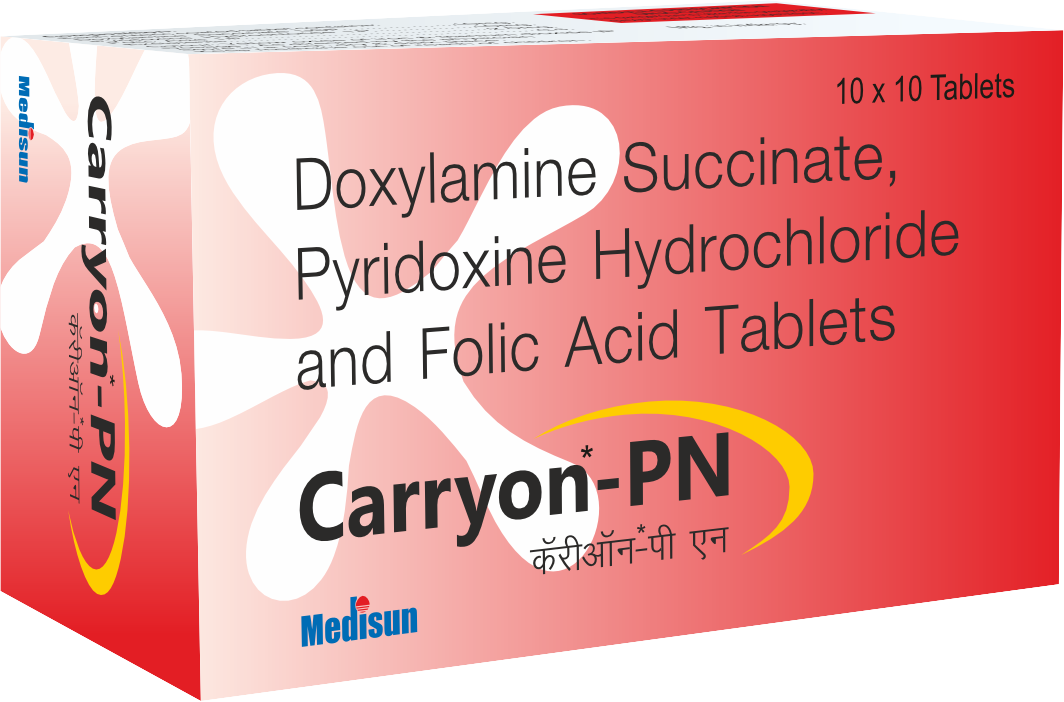 10 x 10 Tablets
Doxylamine Succinate,
Pyridoxine Hydrochloride
and Folic Acid Tablets
Carryon*-PN
कॅरीऑन*-पी एन
Medisun
Medisun
Carryon*-PN
कॅरीऑन*-पी एन